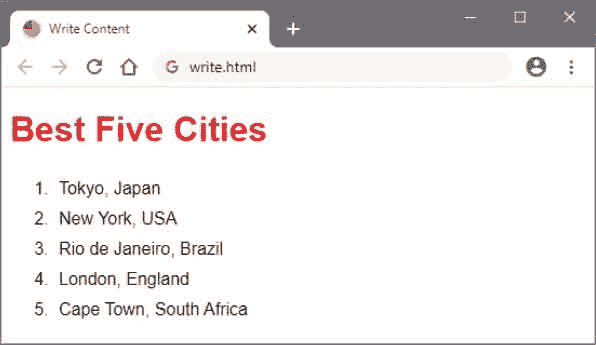 Write Content
write.html
Best Five Cities
1. Tokyo, Japan
2. New York, USA
3. Rio de Janeiro, Brazil
4. London, England
5. Cape Town, South Africa